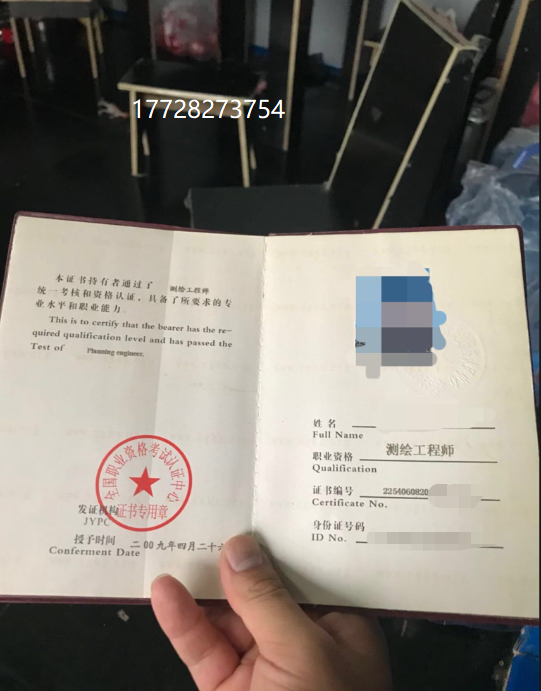 17728273754
本证书持有者通过了 测绘工程师
统一考核和资格认证，具备了所要求的专
业水平和职业能力。
This is to certify that the bearer has the re-
quired qualification level and has passed the
Test of Planning engineer.
全国职业资格考试认证中心
证书专用章
发证机构
JYPC
授予时间
Conferment Date 二00九年四月二十六
姓名
Full Name
职业资格 测绘工程师
Qualification
证书编号 2254060820
Certificate No.
身份证号码
ID No.